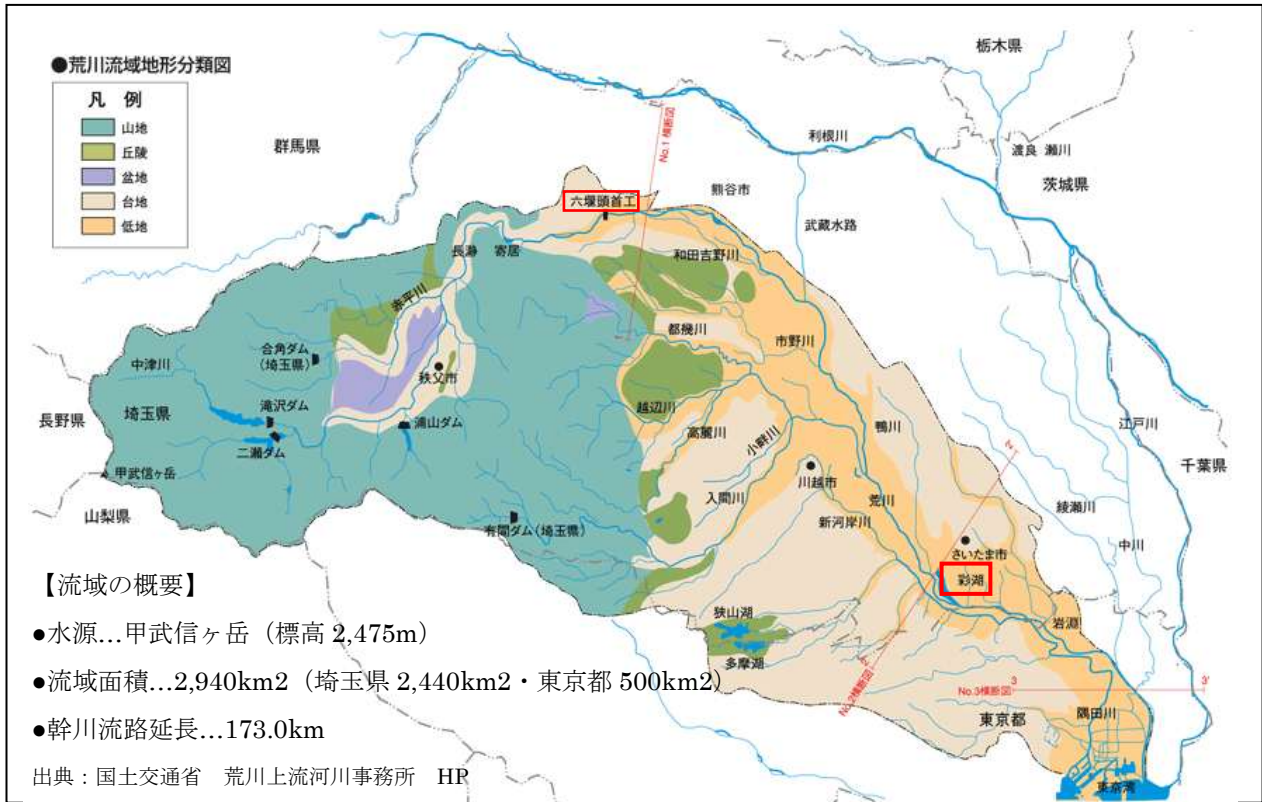 ●荒川流域地形分類図
凡 例
山地
丘陵
盆地
台地
低地
栃木県
群馬県
利根川
渡良瀬川
茨城県
No.1 横断図
1'
六堰頭首工
熊谷市
武蔵水路
長瀞
寄居
和田吉野川
赤平川
都幾川
市野川
1
合角ダム
(埼玉県)
中津川
秩父市
埼玉県
滝沢ダム
浦山ダム
越辺川
鴨川
江戸川
長野県
二瀬ダム
高麗川
小畔川
2'
千葉県
甲武信ヶ岳
川越市
荒川
入間川
綾瀬川
山梨県
新河岸川
有間ダム(埼玉県)
さいたま市
中川
彩湖
狭山湖
岩淵
多摩湖
2
No.2横断図
No.3横断図
3
3'
東京都
隅田川
東京湾
【流域の概要】
●水源…甲武信ヶ岳（標高 2,475m）
●流域面積…2,940km2（埼玉県 2,440km2・東京都 500km2）
●幹川流路延長…173.0km
出典：国土交通省 荒川上流河川事務所 HP